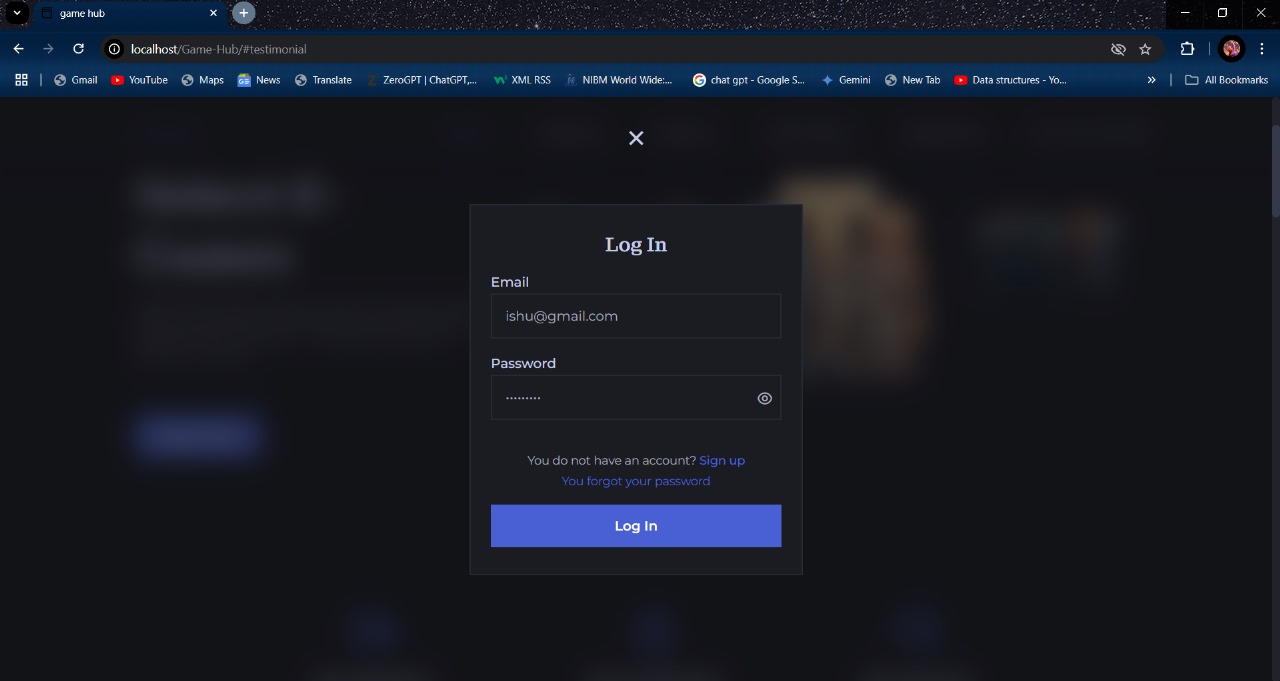 game hub
localhost/Game-Hub/#testimonial
Gmail YouTube Maps News Translate ZeroGPT | ChatGPT,... XML RSS NIBM World Wide:... chat gpt - Google S... Gemini New Tab Data structures - Yo... » All Bookmarks
Log In
Email
ishu@gmail.com
Password
You do not have an account? Sign up
You forgot your password
Log In